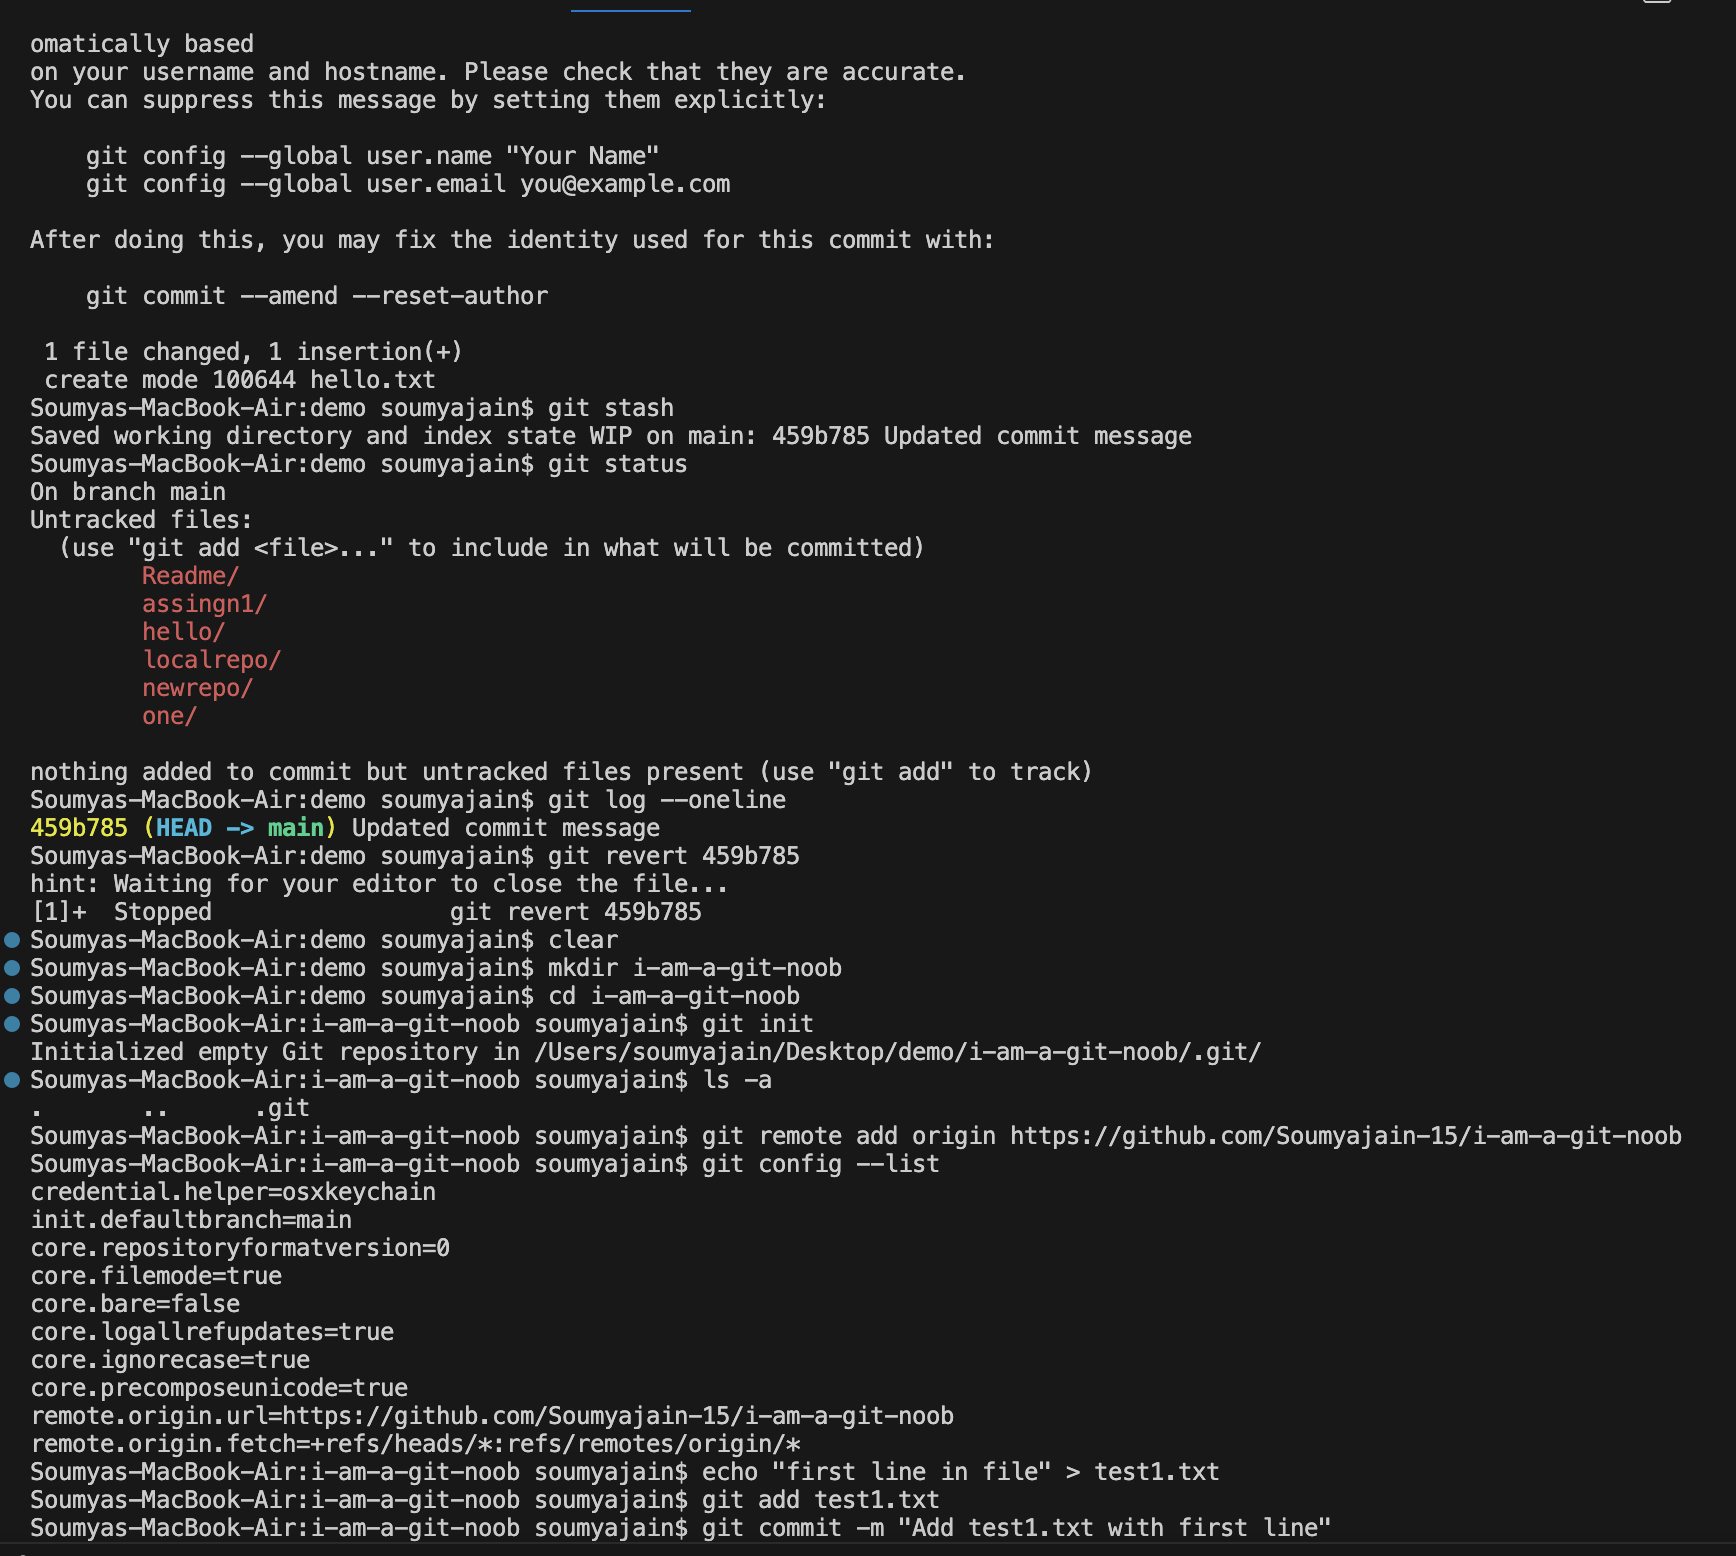 omatically based
on your username and hostname. Please check that they are accurate.
You can suppress this message by setting them explicitly:

    git config --global user.name "Your Name"
    git config --global user.email you@example.com

After doing this, you may fix the identity used for this commit with:

    git commit --amend --reset-author

 1 file changed, 1 insertion(+)
 create mode 100644 hello.txt
Soumyas-MacBook-Air:demo soumyajain$ git stash
Saved working directory and index state WIP on main: 459b785 Updated commit message
Soumyas-MacBook-Air:demo soumyajain$ git status
On branch main
Untracked files:
  (use "git add <file>..." to include in what will be committed)
        Readme/
        assingn1/
        hello/
        localrepo/
        newrepo/
        one/

nothing added to commit but untracked files present (use "git add" to track)
Soumyas-MacBook-Air:demo soumyajain$ git log --oneline
459b785 (HEAD -> main) Updated commit message
Soumyas-MacBook-Air:demo soumyajain$ git revert 459b785
hint: Waiting for your editor to close the file...
[1]+  Stopped                 git revert 459b785
Soumyas-MacBook-Air:demo soumyajain$ clear
Soumyas-MacBook-Air:demo soumyajain$ mkdir i-am-a-git-noob
Soumyas-MacBook-Air:demo soumyajain$ cd i-am-a-git-noob
Soumyas-MacBook-Air:i-am-a-git-noob soumyajain$ git init
Initialized empty Git repository in /Users/soumyajain/Desktop/demo/i-am-a-git-noob/.git/
Soumyas-MacBook-Air:i-am-a-git-noob soumyajain$ ls -a
.       ..      .git
Soumyas-MacBook-Air:i-am-a-git-noob soumyajain$ git remote add origin https://github.com/Soumyajain-15/i-am-a-git-noob
Soumyas-MacBook-Air:i-am-a-git-noob soumyajain$ git config --list
credential.helper=osxkeychain
init.defaultbranch=main
core.repositoryformatversion=0
core.filemode=true
core.bare=false
core.logallrefupdates=true
core.ignorecase=true
core.precomposeunicode=true
remote.origin.url=https://github.com/Soumyajain-15/i-am-a-git-noob
remote.origin.fetch=+refs/heads/*:refs/remotes/origin/*
Soumyas-MacBook-Air:i-am-a-git-noob soumyajain$ echo "first line in file" > test1.txt
Soumyas-MacBook-Air:i-am-a-git-noob soumyajain$ git add test1.txt
Soumyas-MacBook-Air:i-am-a-git-noob soumyajain$ git commit -m "Add test1.txt with first line"